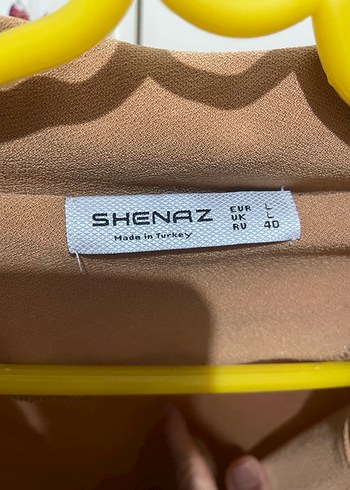 SHENAZ
Made in Turkey
EUR L
UK L
RU 40